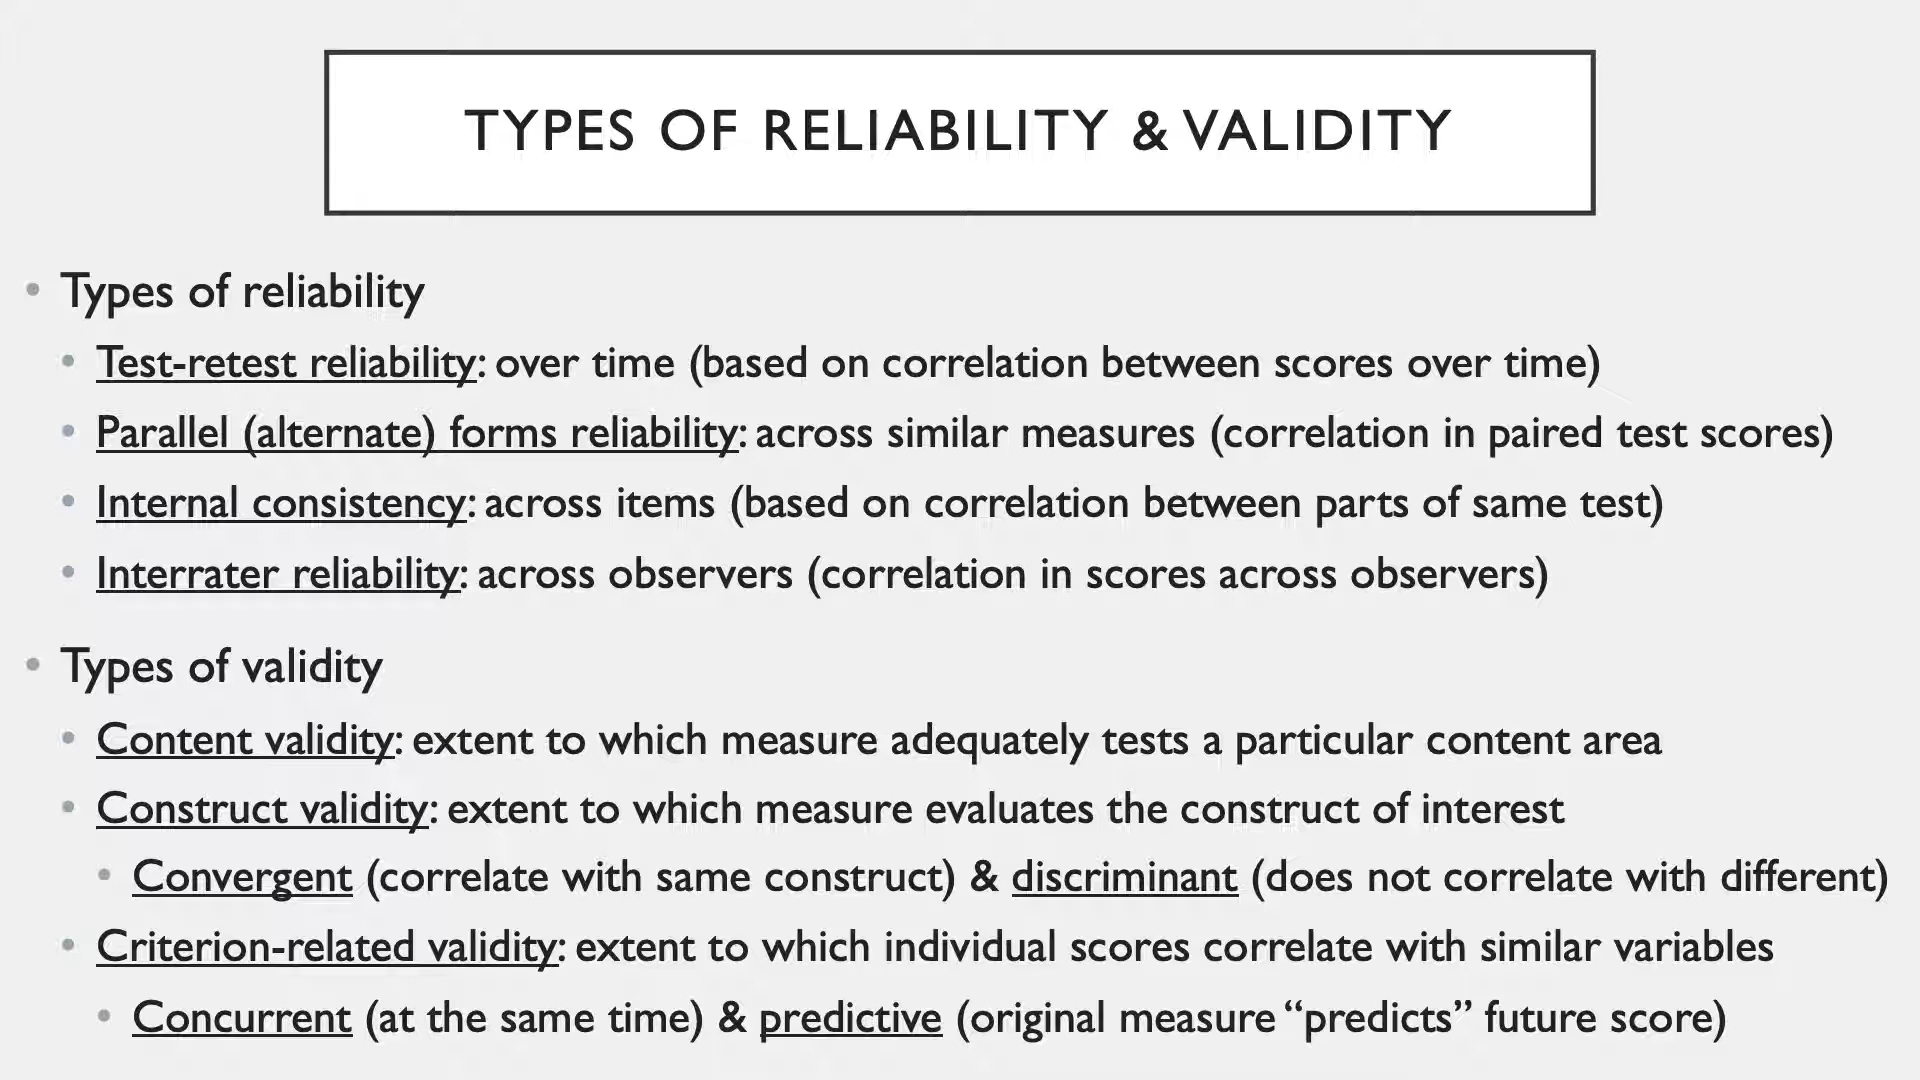 TYPES OF RELIABILITY & VALIDITY
• Types of reliability
• Test-retest reliability: over time (based on correlation between scores over time)
• Parallel (alternate) forms reliability: across similar measures (correlation in paired test scores)
• Internal consistency: across items (based on correlation between parts of same test)
• Interrater reliability: across observers (correlation in scores across observers)
• Types of validity
• Content validity: extent to which measure adequately tests a particular content area
• Construct validity: extent to which measure evaluates the construct of interest
• Convergent (correlate with same construct) & discriminant (does not correlate with different)
• Criterion-related validity: extent to which individual scores correlate with similar variables
• Concurrent (at the same time) & predictive (original measure “predicts” future score)